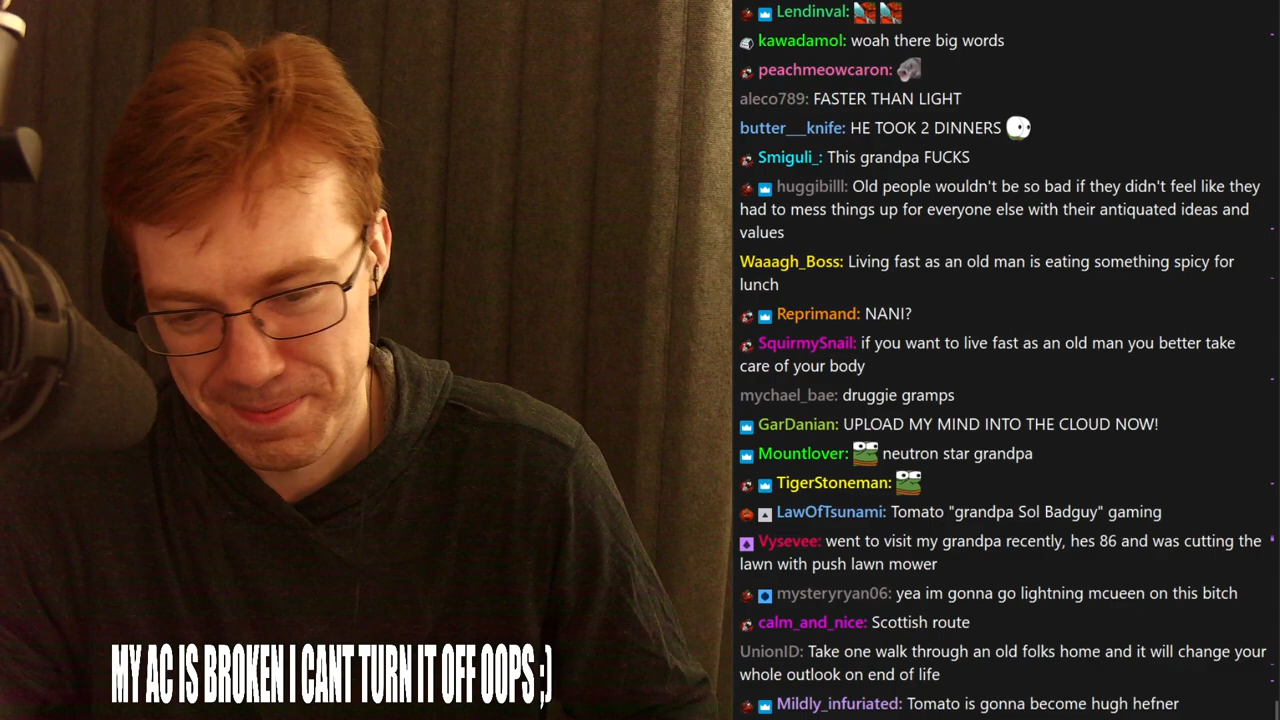 Lendinval:
kawadamol: woah there big words
peachmeowcaron:
aleco789: FASTER THAN LIGHT
butter___knife: HE TOOK 2 DINNERS
Smiguli_: This grandpa FUCKS
huggibilll: Old people wouldn't be so bad if they didn't feel like they
had to mess things up for everyone else with their antiquated ideas and
values
Waaagh_Boss: Living fast as an old man is eating something spicy for
lunch
Reprimand: NANI?
SquirmySnail: if you want to live fast as an old man you better take
care of your body
mychael_bae: druggie gramps
GarDanian: UPLOAD MY MIND INTO THE CLOUD NOW!
Mountlover: neutron star grandpa
TigerStoneman:
LawOfTsunami: Tomato "grandpa Sol Badguy" gaming
Vysevee: went to visit my grandpa recently, hes 86 and was cutting the
lawn with push lawn mower
mysteryryan06: yea im gonna go lightning mcueen on this bitch
calm_and_nice: Scottish route
UnionID: Take one walk through an old folks home and it will change your
whole outlook on end of life
Mildly_infuriated: Tomato is gonna become hugh hefner
MY AC IS BROKEN I CANT TURN IT OFF OOPS ;)